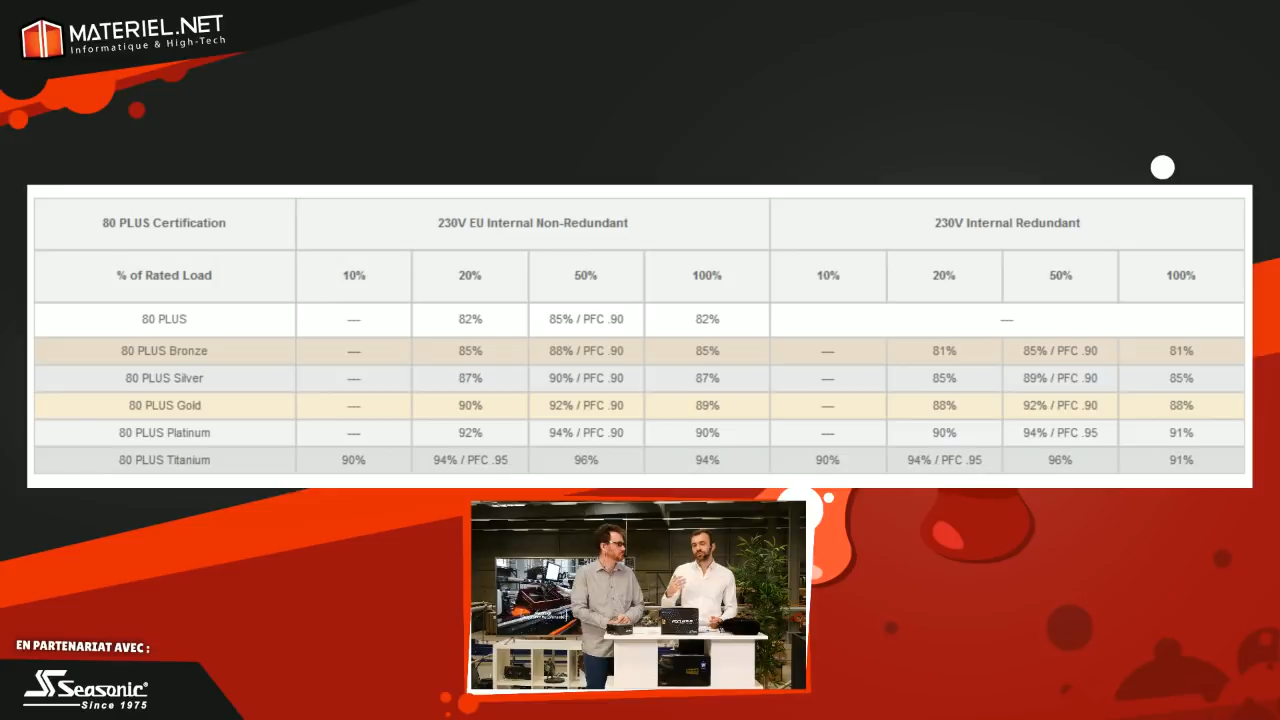 MATERIEL.NET
Informatique & High-Tech
80 PLUS Certification 230V EU Internal Non-Redundant 230V Internal Redundant
% of Rated Load 10% 20% 50% 100% 10% 20% 50% 100%
80 PLUS --- 82% 85% / PFC .90 82% ---
80 PLUS Bronze --- 85% 88% / PFC .90 85% --- 81% 85% / PFC .90 81%
80 PLUS Silver --- 87% 90% / PFC .90 87% --- 85% 89% / PFC .90 85%
80 PLUS Gold --- 90% 92% / PFC .90 89% --- 88% 92% / PFC .90 88%
80 PLUS Platinum --- 92% 94% / PFC .90 90% --- 90% 94% / PFC .95 91%
80 PLUS Titanium 90% 94% / PFC .95 96% 94% 90% 94% / PFC .95 96% 91%
EN PARTENARIAT AVEC :
Seasonic®
Since 1975